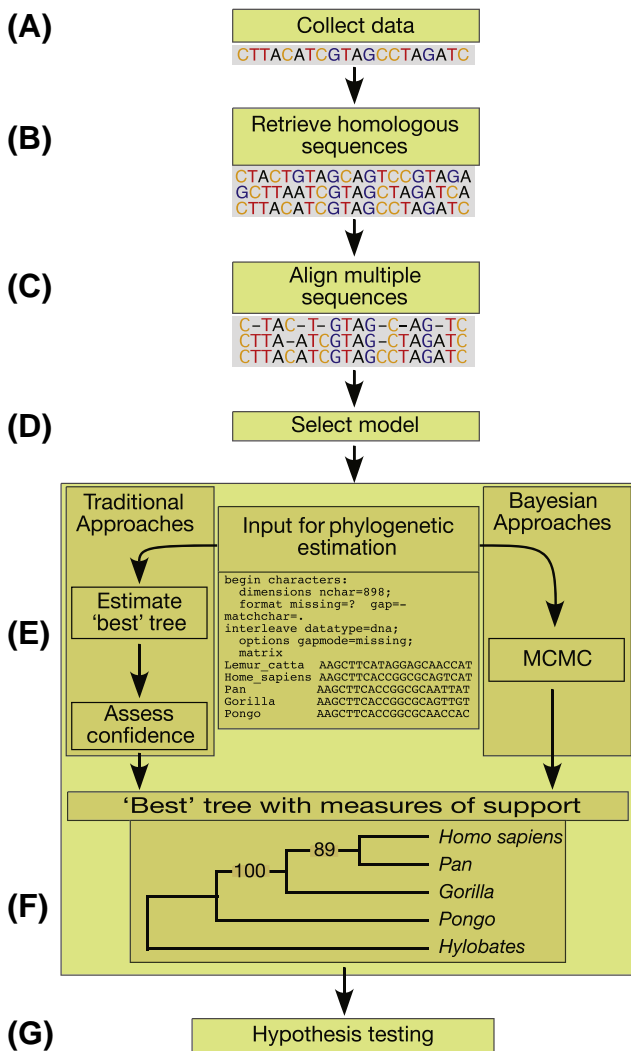 (A)
Collect data
CTTACATCGTAGCCTAGATC
(B)
Retrieve homologous
sequences
CTACTGTAGCAGTCCGTAGA
GCTTAATCGTAGCTAGATCA
CTTACATCGTAGCCTAGATC
(C)
Align multiple
sequences
C-TAC-T-GTAG-C-AG-TC
CTTA-ATCGTAG-CTAGATC
CTTACATCGTAGCCTAGATC
(D)
Select model
(E)
Traditional
Approaches
Estimate
‘best’ tree
Assess
confidence
Input for phylogenetic
estimation
begin characters:
dimensions nchar=898;
format missing=? gap=-
matchchar=.
interleave datatype=dna;
options gapmode=missing;
matrix
Lemur_catta AAGCTTCATAGGAGCAACCAT
Home_sapiens AAGCTTCACCGGCGCAGTCAT
Pan AAGCTTCACCGGCGCAATTAT
Gorilla AAGCTTCACCGGCGCAGTTGT
Pongo AAGCTTCACCGGCGCAACCAC
Bayesian
Approaches
MCMC
‘Best’ tree with measures of support
(F)
89
100
Homo sapiens
Pan
Gorilla
Pongo
Hylobates
(G)
Hypothesis testing